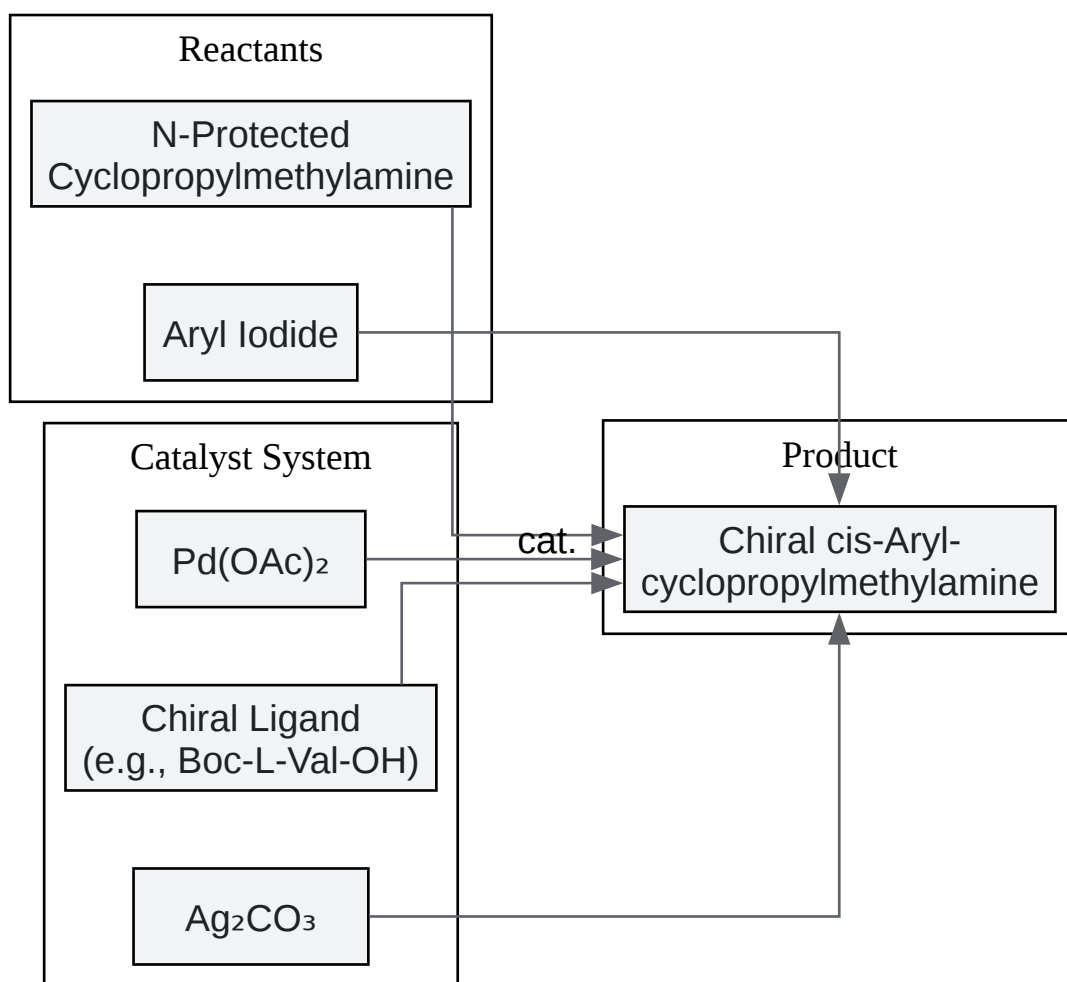 Reactants
N-Protected
Cyclopropylmethylamine
Aryl Iodide
Catalyst System
Pd(OAc)₂
Chiral Ligand
(e.g., Boc-L-Val-OH)
Ag₂CO₃
cat.
Product
Chiral cis-Aryl-
cyclopropylmethylamine